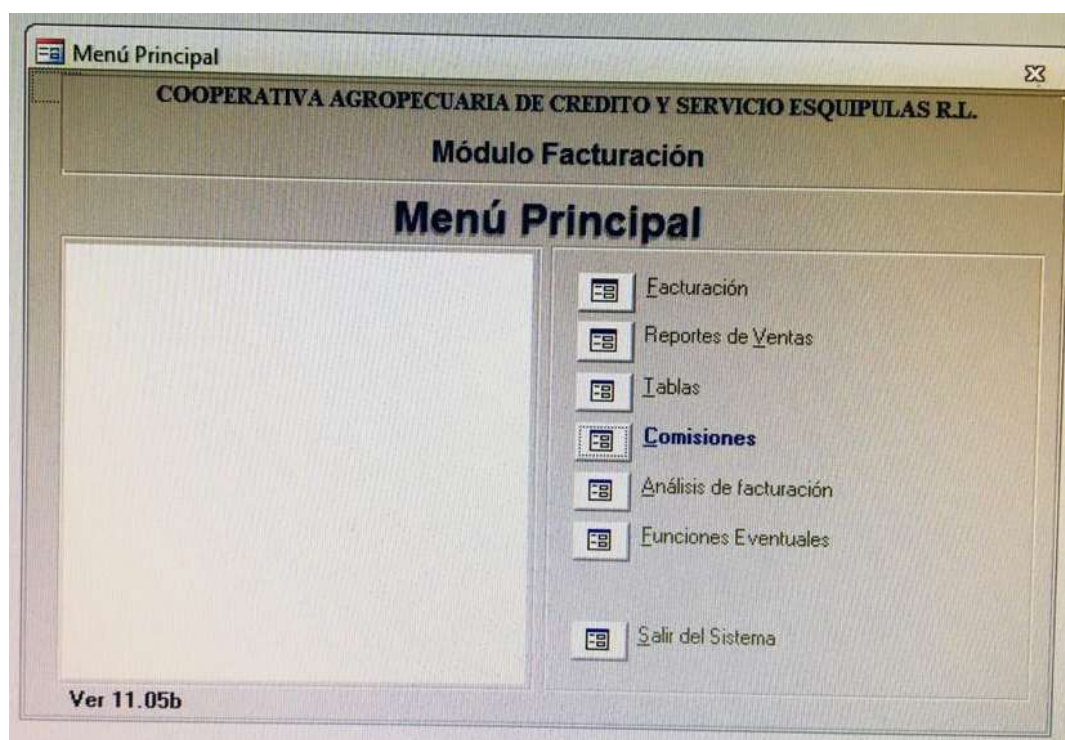 Menú Principal
COOPERATIVA AGROPECUARIA DE CREDITO Y SERVICIO ESQUIPULAS R.L.
Módulo Facturación
Menú Principal
Facturación
Reportes de Ventas
Tablas
Comisiones
Análisis de facturación
Funciones Eventuales
Salir del Sistema
Ver 11.05b